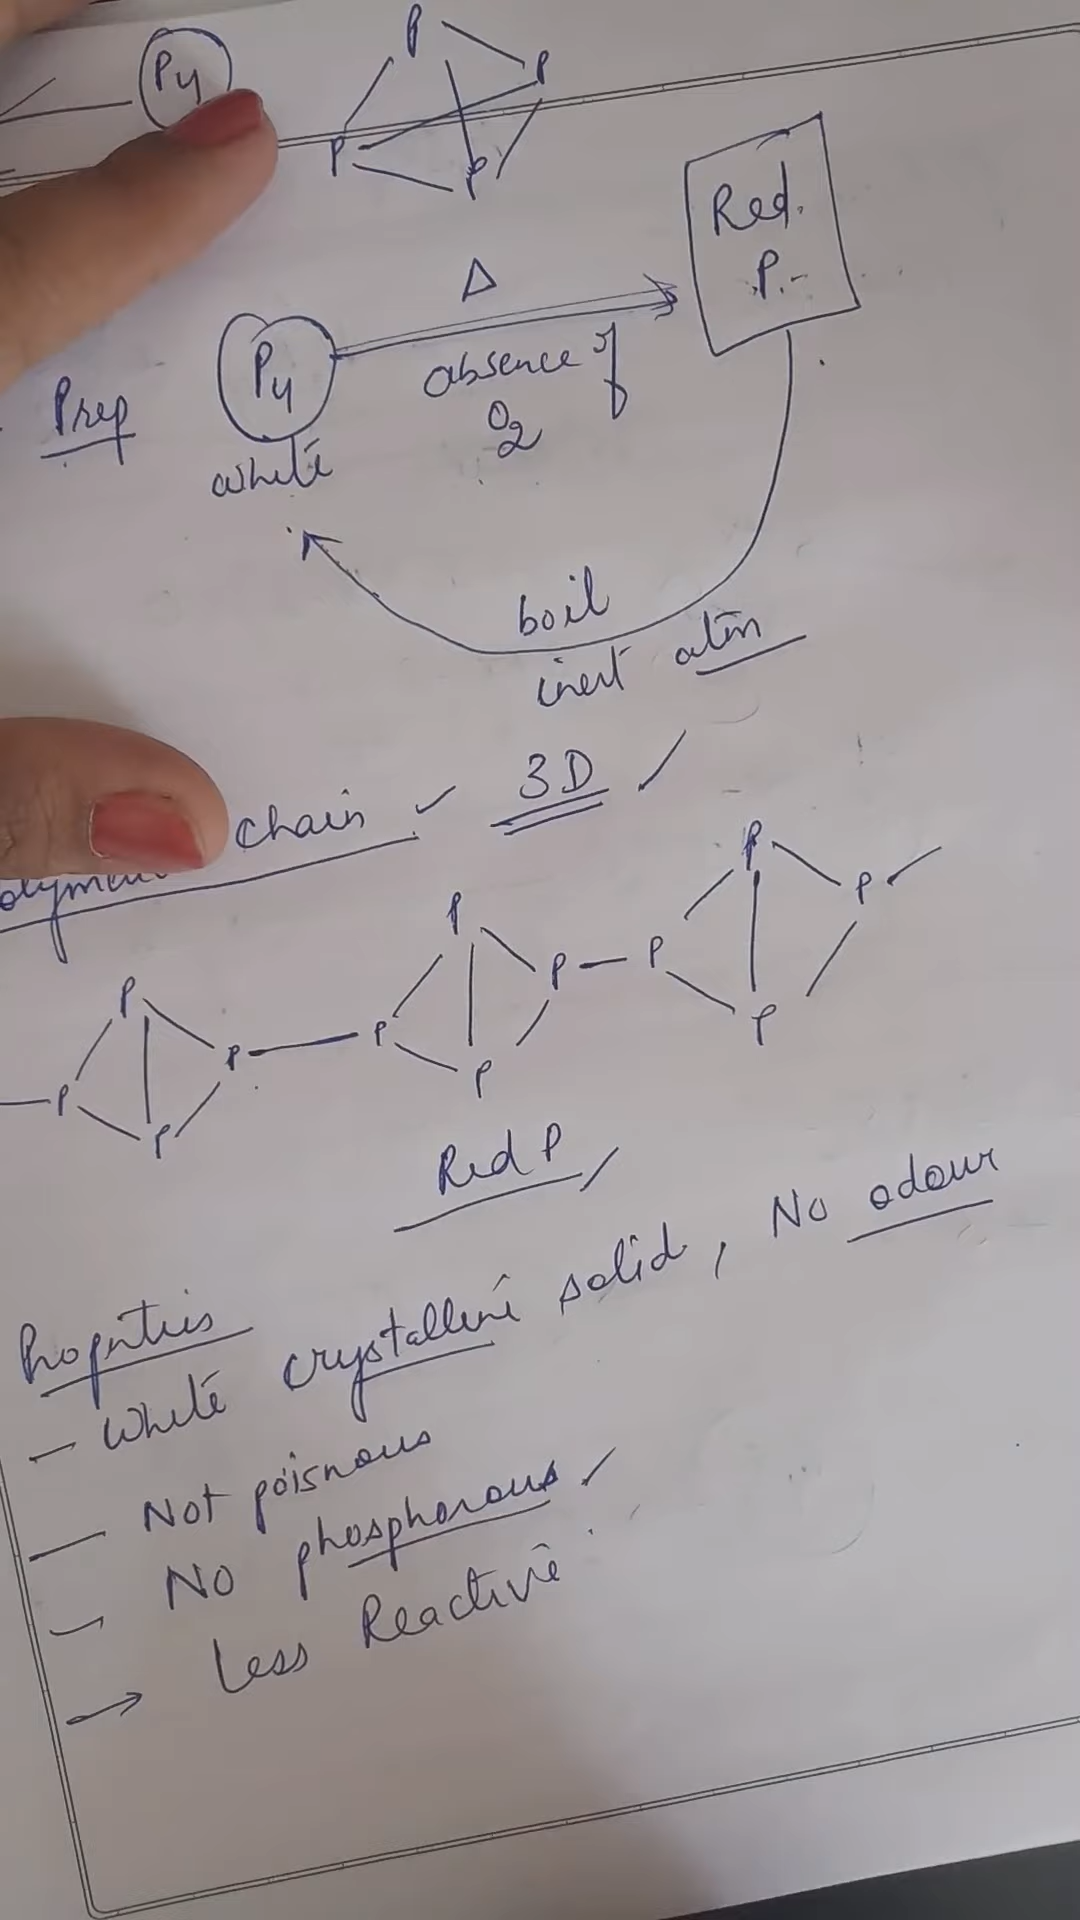 P4
P
P
P
P
Red.
P.-
Δ
Prep
P4
absence of
O2
white
boil
inert atm
chain ✓ 3D ✓
P
P P — P P
P P — P P
P — P P
P
Red P
Propnties
- White crystalline solid, No odour
- Not poisnous
- No phosphorous
→ Less Reactive